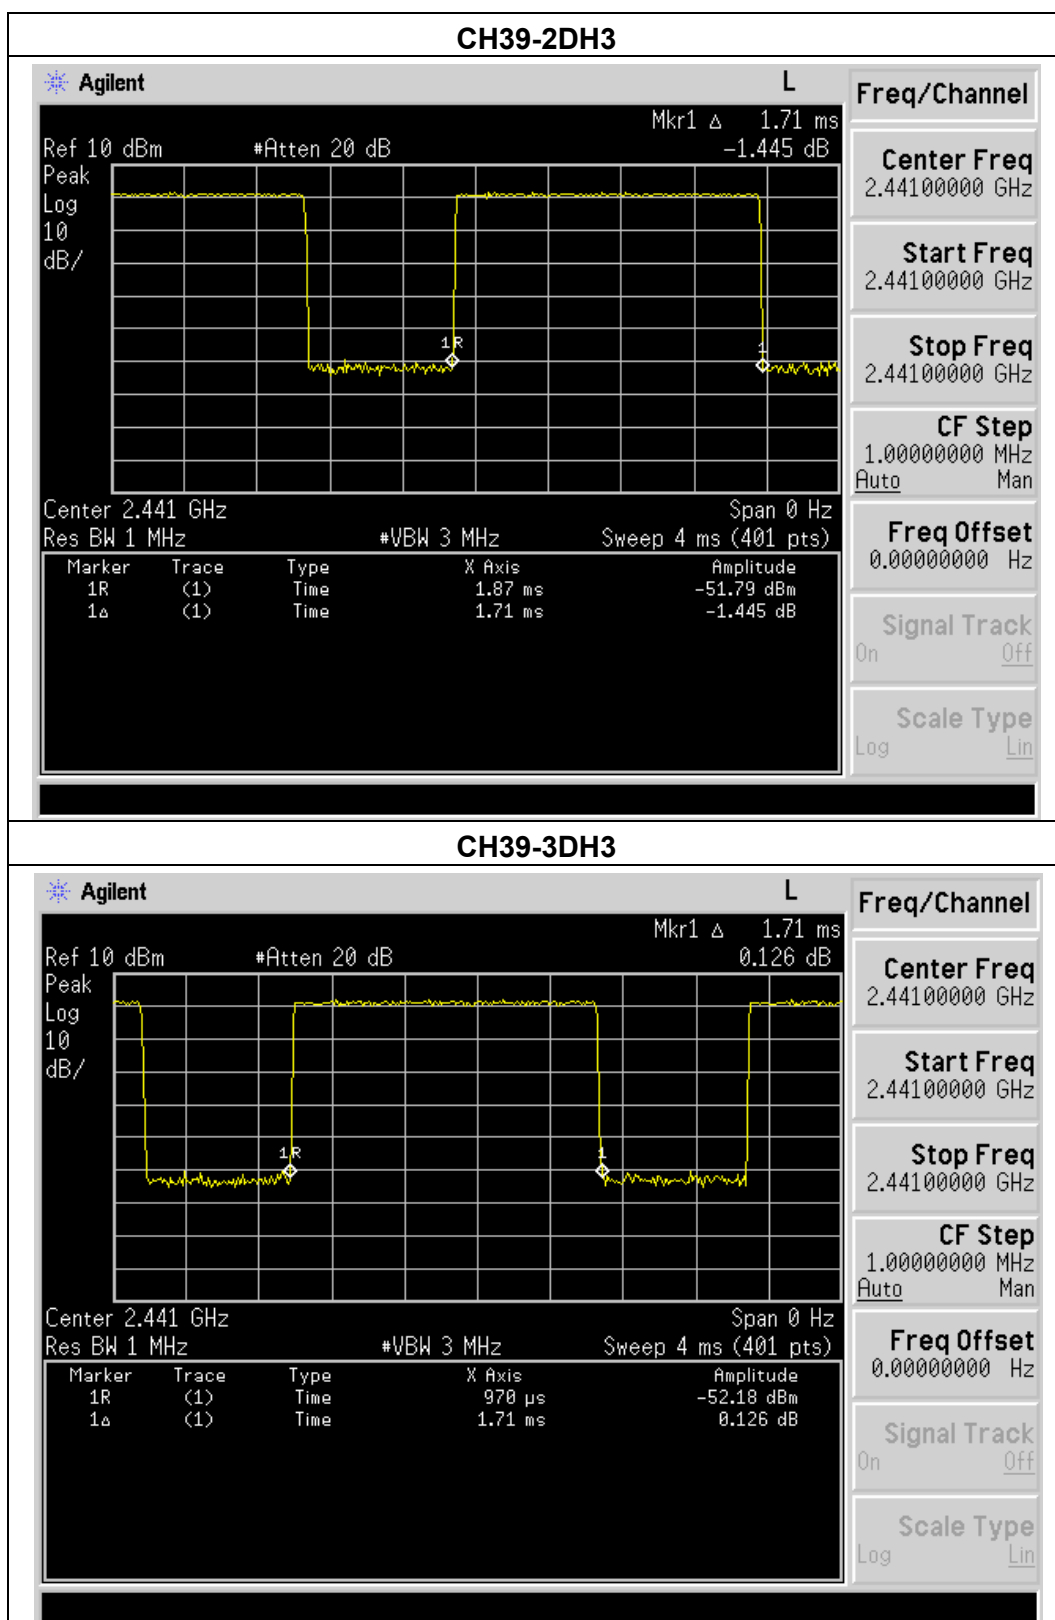 CH39-2DH3
Agilent L
Freq/Channel
Mkr1 Δ 1.71 ms
Ref 10 dBm #Atten 20 dB -1.445 dB
Peak
Log
10
dB/
1R
1
Center 2.441 GHz Span 0 Hz
Res BW 1 MHz #VBW 3 MHz Sweep 4 ms (401 pts)
Marker Trace Type X Axis Amplitude
1R (1) Time 1.87 ms -51.79 dBm
1Δ (1) Time 1.71 ms -1.445 dB
Center Freq
2.44100000 GHz
Start Freq
2.44100000 GHz
Stop Freq
2.44100000 GHz
CF Step
1.00000000 MHz
Auto Man
Freq Offset
0.00000000 Hz
Signal Track
On Off
Scale Type
Log Lin
CH39-3DH3
Agilent L
Freq/Channel
Mkr1 Δ 1.71 ms
Ref 10 dBm #Atten 20 dB 0.126 dB
Peak
Log
10
dB/
1R
1
Center 2.441 GHz Span 0 Hz
Res BW 1 MHz #VBW 3 MHz Sweep 4 ms (401 pts)
Marker Trace Type X Axis Amplitude
1R (1) Time 970 µs -52.18 dBm
1Δ (1) Time 1.71 ms 0.126 dB
Center Freq
2.44100000 GHz
Start Freq
2.44100000 GHz
Stop Freq
2.44100000 GHz
CF Step
1.00000000 MHz
Auto Man
Freq Offset
0.00000000 Hz
Signal Track
On Off
Scale Type
Log Lin